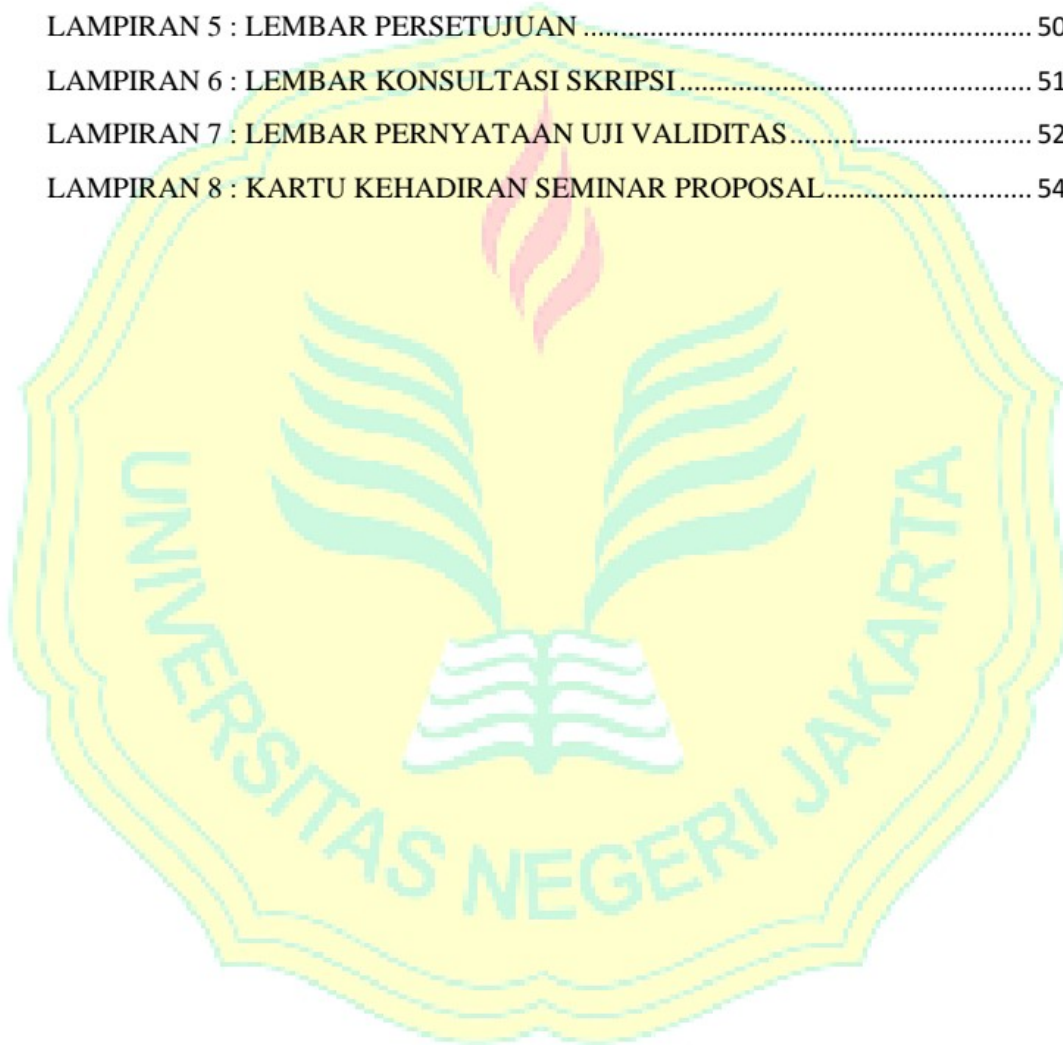 LAMPIRAN 5 : LEMBAR PERSETUJUAN ............................................................ 50
LAMPIRAN 6 : LEMBAR KONSULTASI SKRIPSI ............................................... 51
LAMPIRAN 7 : LEMBAR PERNYATAAN UJI VALIDITAS................................ 52
LAMPIRAN 8 : KARTU KEHADIRAN SEMINAR PROPOSAL........................... 54
UNIVERSITAS NEGERI JAKARTA